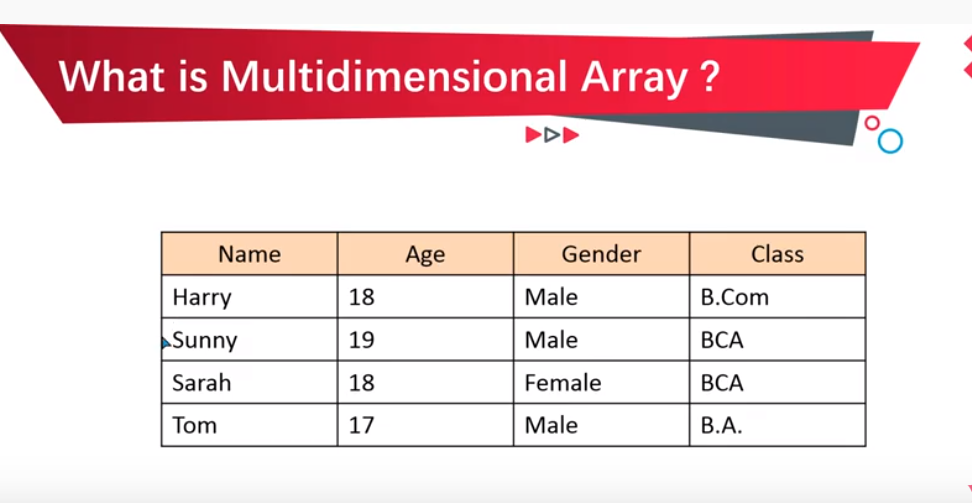 What is Multidimensional Array ?
Name Age Gender Class
Harry 18 Male B.Com
Sunny 19 Male BCA
Sarah 18 Female BCA
Tom 17 Male B.A.